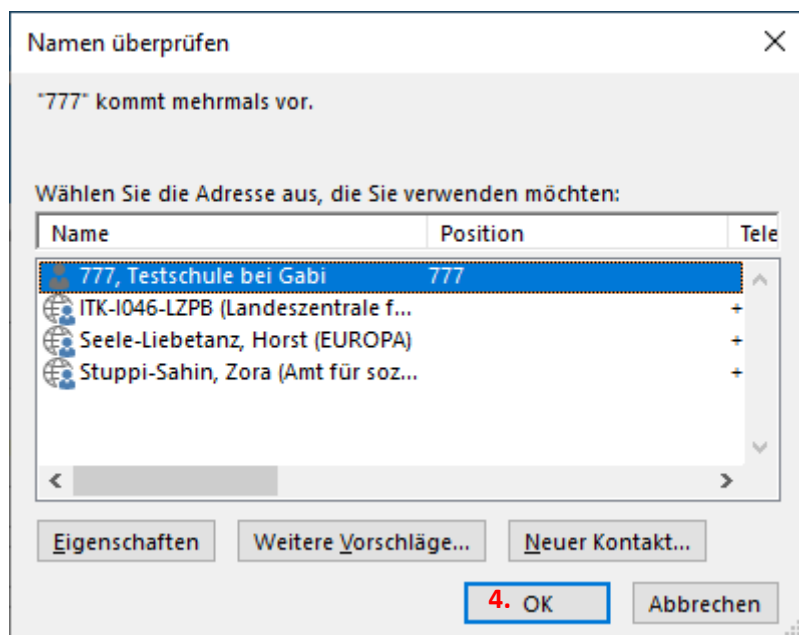 Namen überprüfen
"777" kommt mehrmals vor.
Wählen Sie die Adresse aus, die Sie verwenden möchten:
Name Position Tele
777, Testschule bei Gabi 777
ITK-I046-LZPB (Landeszentrale f... +
Seele-Liebetanz, Horst (EUROPA) +
Stuppi-Sahin, Zora (Amt für soz... +
Eigenschaften Weitere Vorschläge... Neuer Kontakt...
4. OK Abbrechen